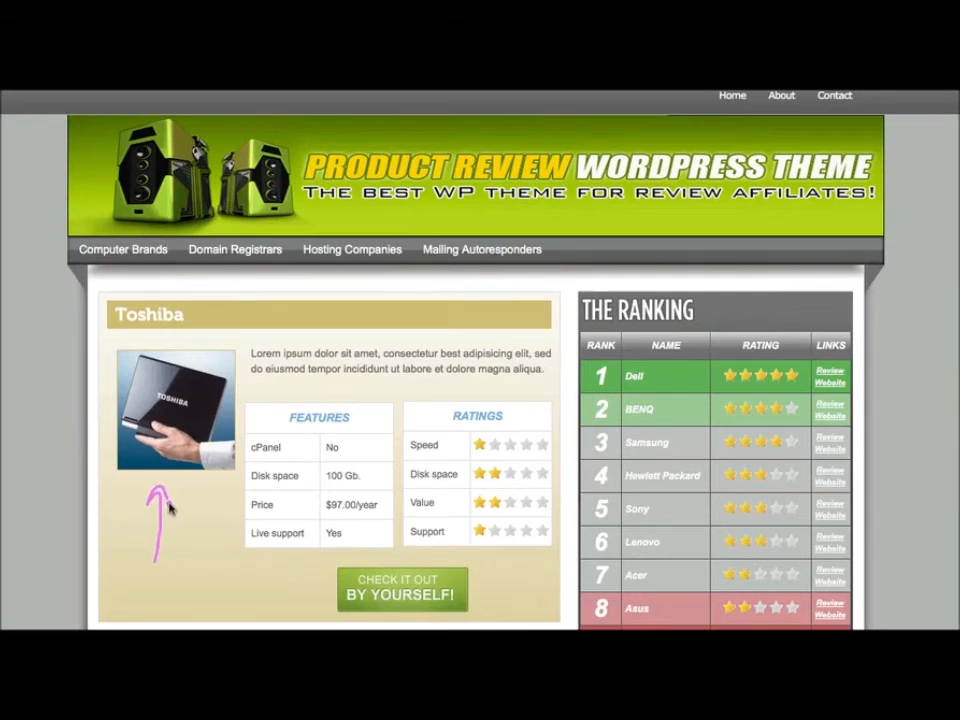 Home About Contact
PRODUCT REVIEW WORDPRESS THEME
THE BEST WP THEME FOR REVIEW AFFILIATES!
Computer Brands Domain Registrars Hosting Companies Mailing Autoresponders
Toshiba
Lorem ipsum dolor sit amet, consectetur best adipisicing elit, sed
do eiusmod tempor incididunt ut labore et dolore magna aliqua.
TOSHIBA
FEATURES
cPanel No
Disk space 100 Gb.
Price $97.00/year
Live support Yes
RATINGS
Speed
Disk space
Value
Support
CHECK IT OUT
BY YOURSELF!
THE RANKING
RANK NAME RATING LINKS
1 Dell Review
Website
2 BENQ Review
Website
3 Samsung Review
Website
4 Hewlett Packard Review
Website
5 Sony Review
Website
6 Lenovo Review
Website
7 Acer Review
Website
8 Asus Review
Website